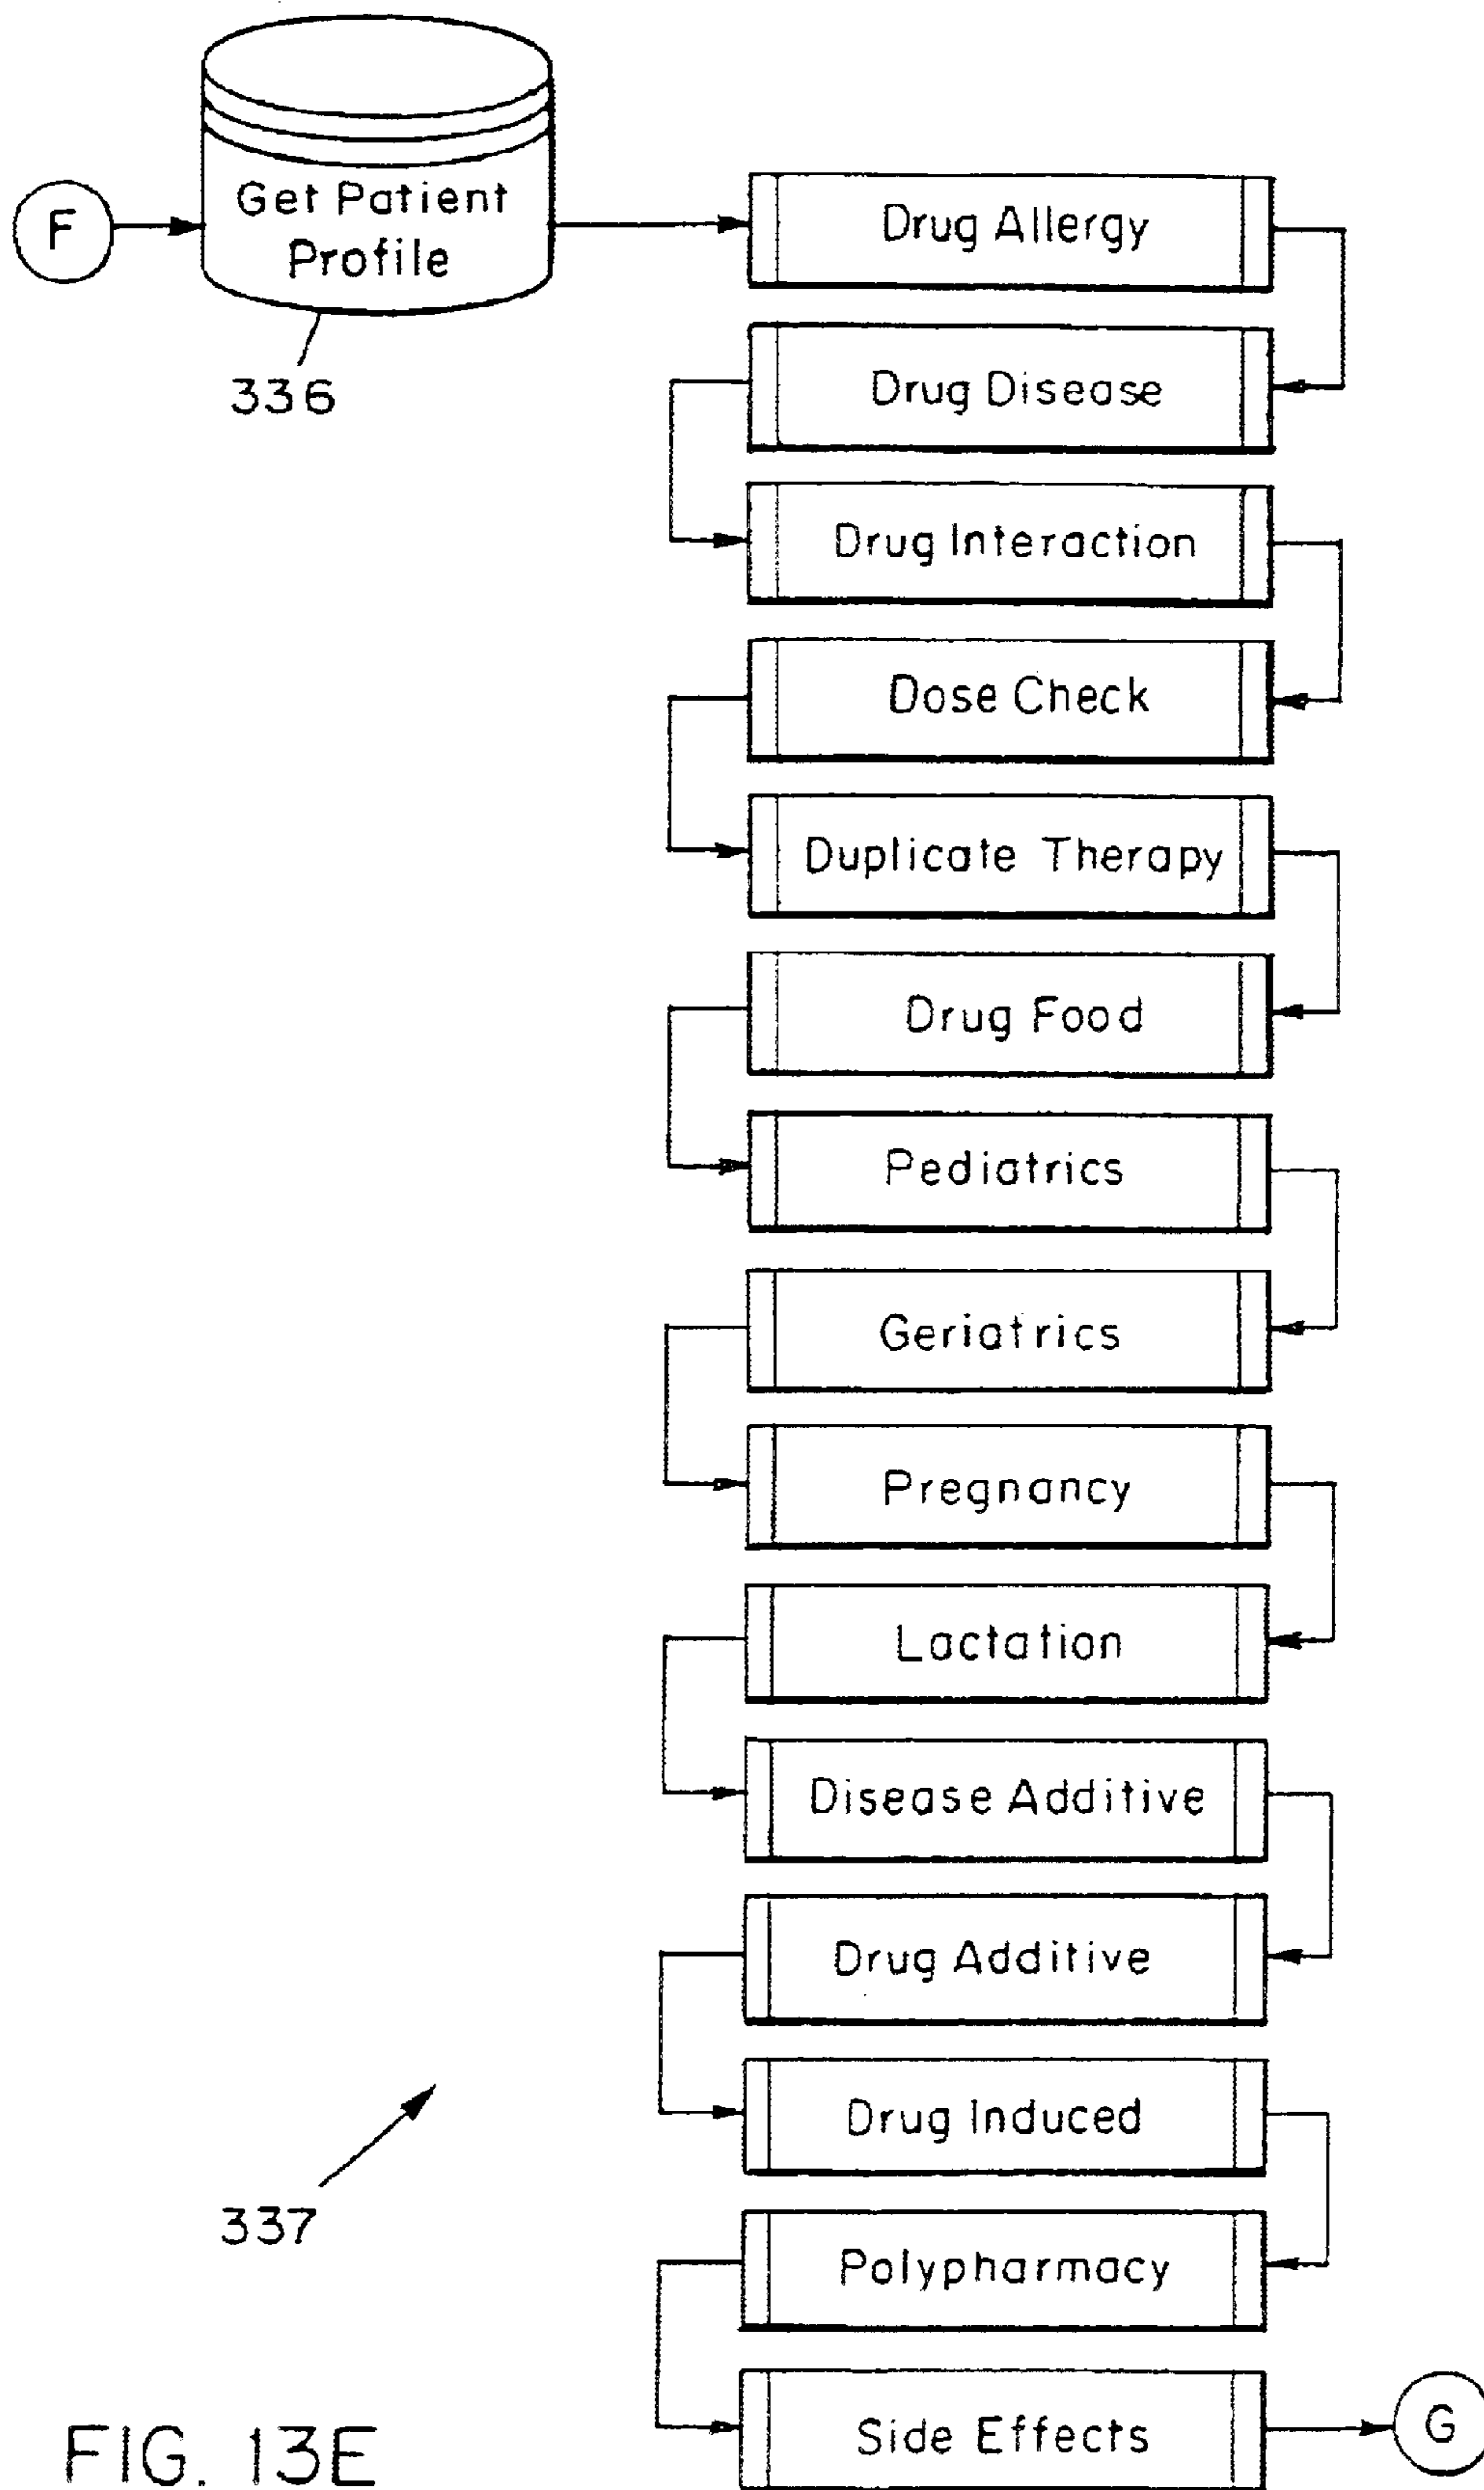 F
Get Patient
Profile
336
Drug Allergy
Drug Disease
Drug Interaction
Dose Check
Duplicate Therapy
Drug Food
Pediatrics
Geriatrics
Pregnancy
Lactation
Disease Additive
Drug Additive
Drug Induced
337
Polypharmacy
Side Effects
G
FIG. 13E